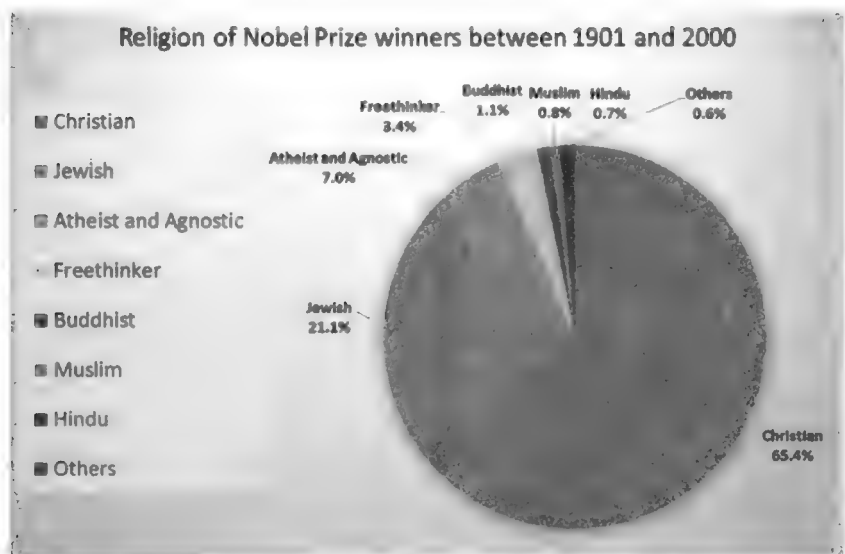 Religion of Nobel Prize winners between 1901 and 2000
Christian
Jewish
Atheist and Agnostic
Freethinker
Buddhist
Muslim
Hindu
Others
Buddhist
1.1%
Muslim
0.8%
Hindu
0.7%
Others
0.6%
Freethinker
3.4%
Atheist and Agnostic
7.0%
Jewish
21.1%
Christian
65.4%